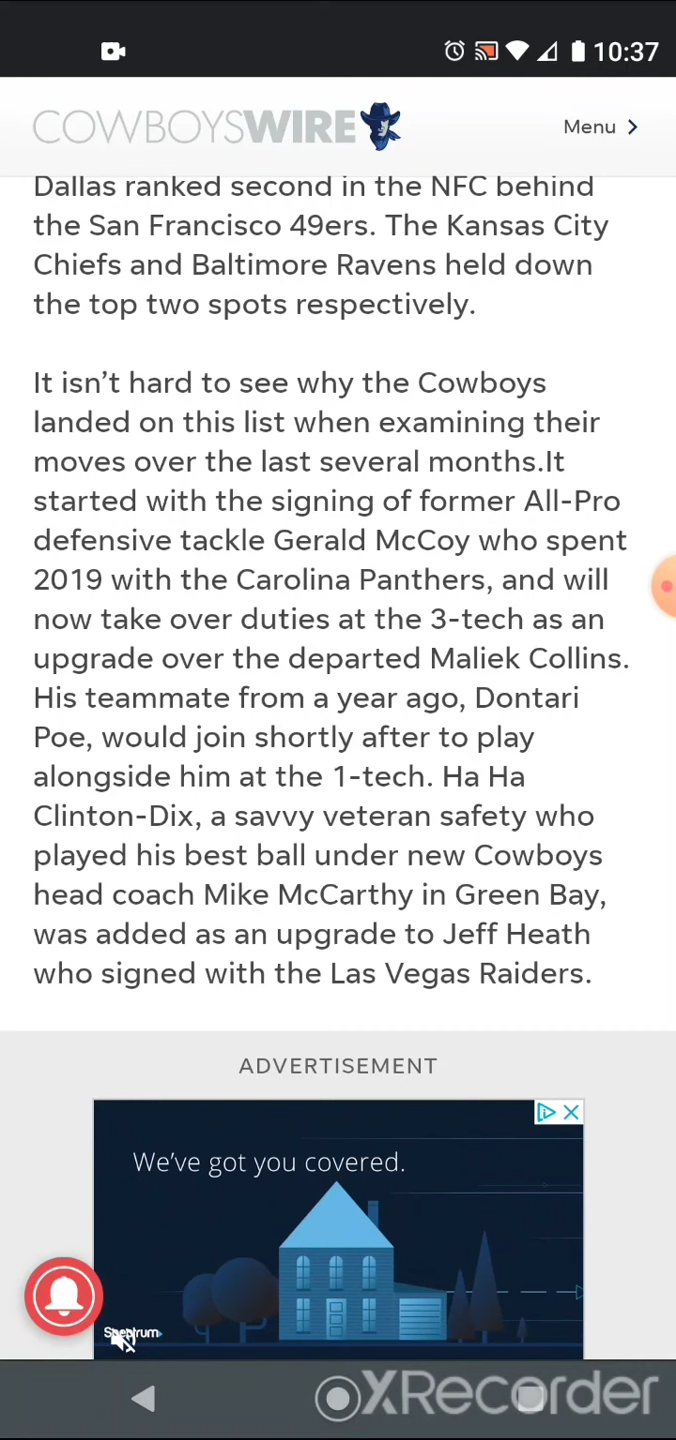 10:37
COWBOYSWIRE
Menu
Dallas ranked second in the NFC behind
the San Francisco 49ers. The Kansas City
Chiefs and Baltimore Ravens held down
the top two spots respectively.
It isn’t hard to see why the Cowboys
landed on this list when examining their
moves over the last several months.It
started with the signing of former All-Pro
defensive tackle Gerald McCoy who spent
2019 with the Carolina Panthers, and will
now take over duties at the 3-tech as an
upgrade over the departed Maliek Collins.
His teammate from a year ago, Dontari
Poe, would join shortly after to play
alongside him at the 1-tech. Ha Ha
Clinton-Dix, a savvy veteran safety who
played his best ball under new Cowboys
head coach Mike McCarthy in Green Bay,
was added as an upgrade to Jeff Heath
who signed with the Las Vegas Raiders.
ADVERTISEMENT
We’ve got you covered.
Spectrum
XRecorder